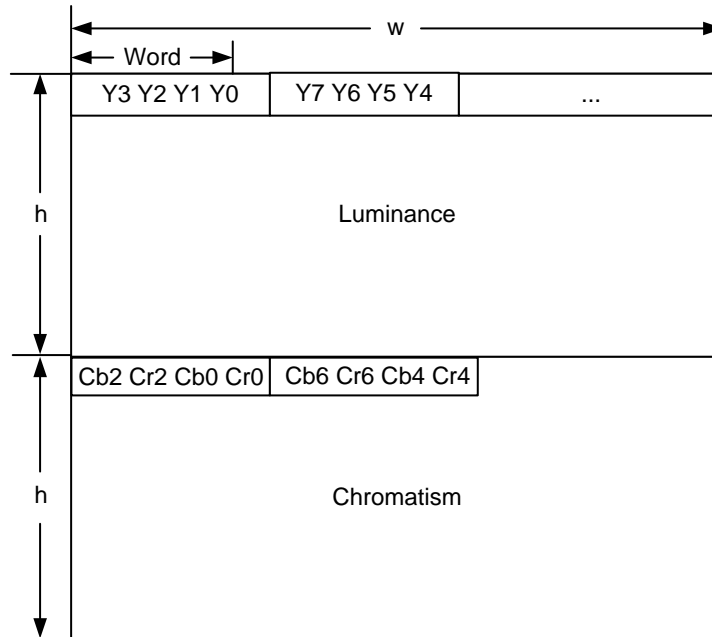 w
Word
Y3 Y2 Y1 Y0
Y7 Y6 Y5 Y4
...
h
Luminance
Cb2 Cr2 Cb0 Cr0
Cb6 Cr6 Cb4 Cr4
h
Chromatism